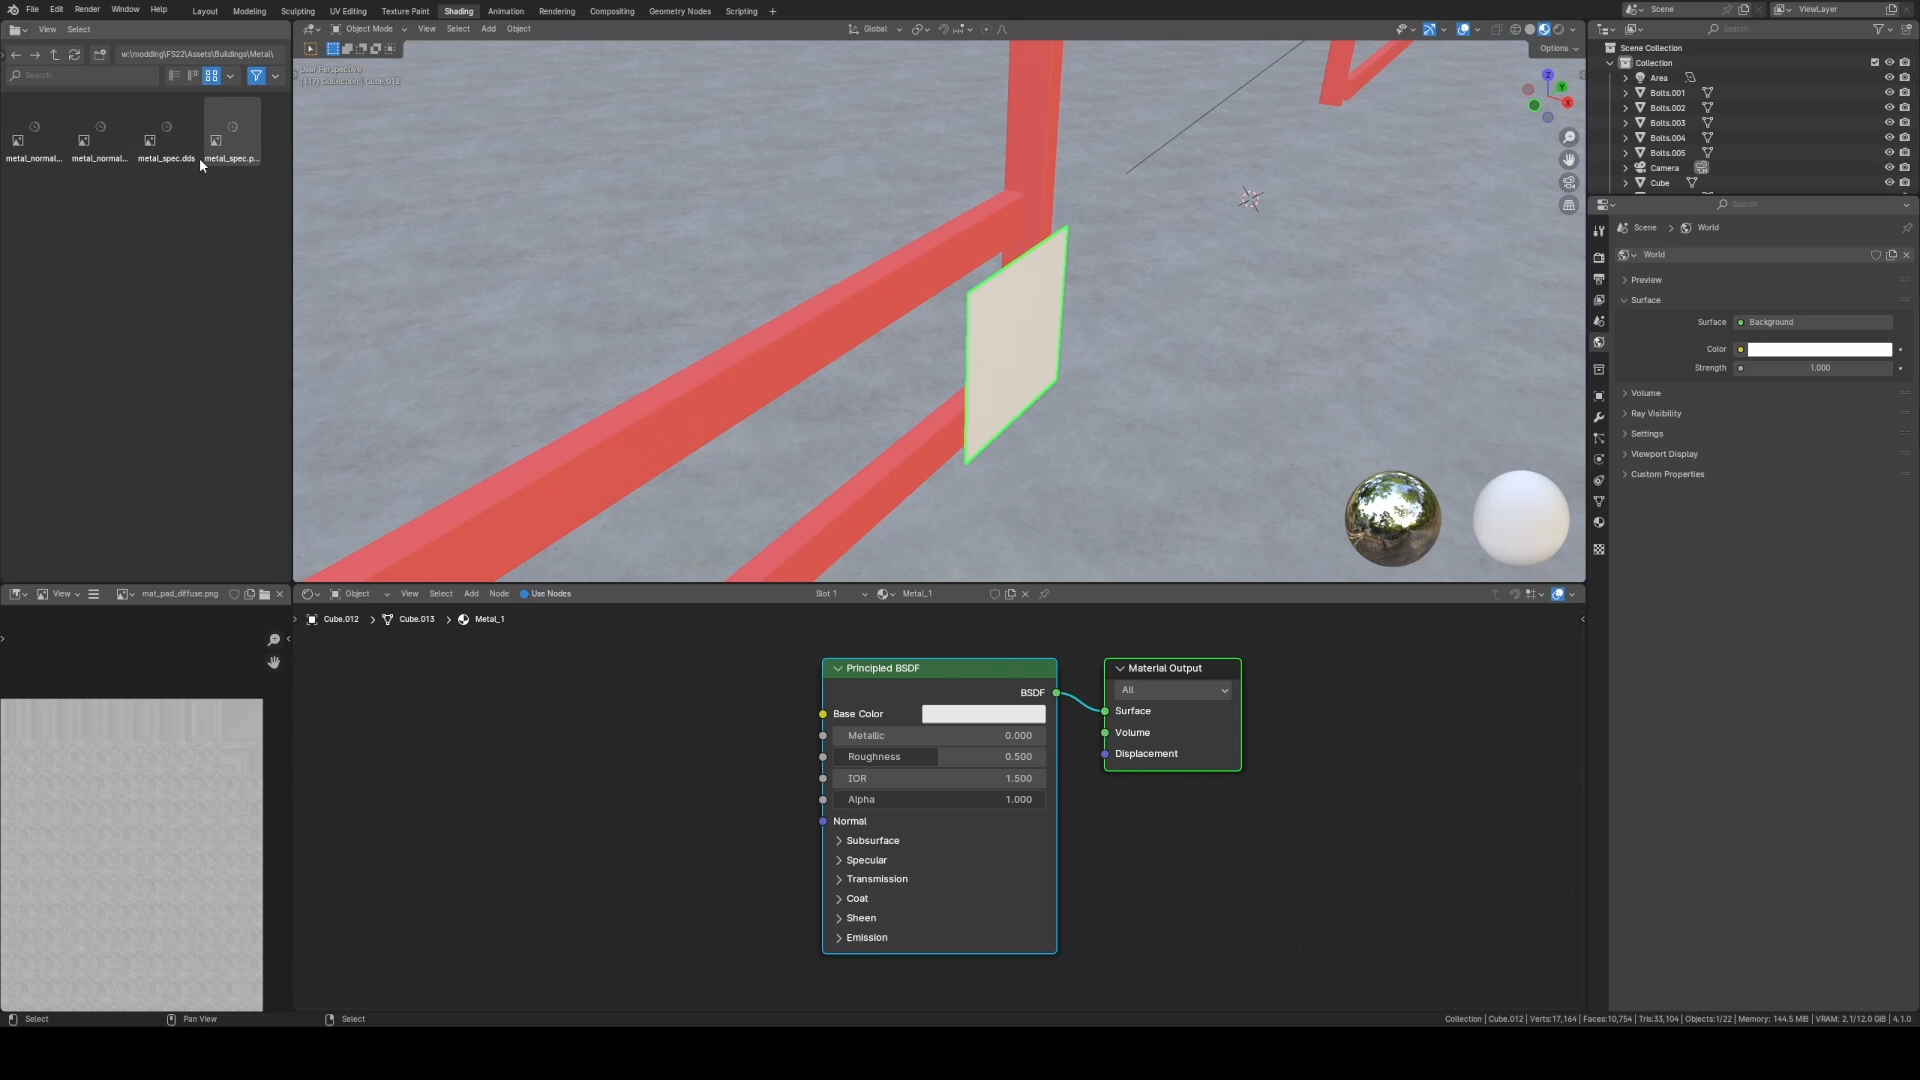 File Edit Render Window Help Layout Modeling Sculpting UV Editing Texture Paint Shading Animation Rendering Compositing Geometry Nodes Scripting + Scene ViewLayer
View Select
Object Mode View Select Add Object Global
Search
w:\modding\FS22\Assets\Buildings\Metal\
Options
Search
User Perspective
(117) Collection | Cube.012
metal_normal... metal_normal... metal_spec.dds metal_spec.p...
Scene Collection
Collection
Area
Bolts.001
Bolts.002
Bolts.003
Bolts.004
Bolts.005
Camera
Cube
Z
Y
X
Search
Scene > World
World
Preview
Surface
Surface Background
Color
Strength 1.000
Volume
Ray Visibility
Settings
Viewport Display
Custom Properties
View mat_pad_diffuse.png
Object View Select Add Node Use Nodes Slot 1 Metal_1
Cube.012 > Cube.013 > Metal_1
Principled BSDF
BSDF
Base Color
Metallic 0.000
Roughness 0.500
IOR 1.500
Alpha 1.000
Normal
Subsurface
Specular
Transmission
Coat
Sheen
Emission
Material Output
All
Surface
Volume
Displacement
Select Pan View Select
Collection | Cube.012 | Verts:17,164 | Faces:10,754 | Tris:33,104 | Objects:1/22 | Memory: 144.5 MiB | VRAM: 2.1/12.0 GiB | 4.1.0